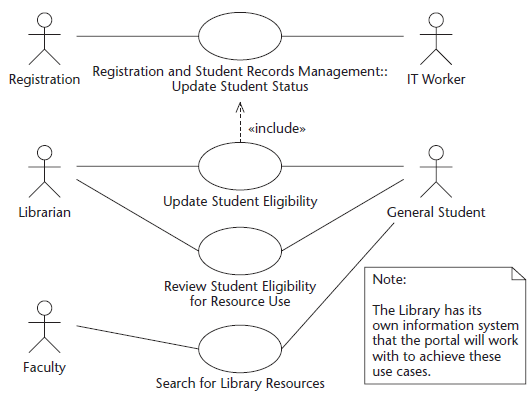 Registration
Registration and Student Records Management::
Update Student Status
IT Worker
«include»
Librarian
Update Student Eligibility
General Student
Review Student Eligibility
for Resource Use
Note:
The Library has its
own information system
that the portal will work
with to achieve these
use cases.
Faculty
Search for Library Resources